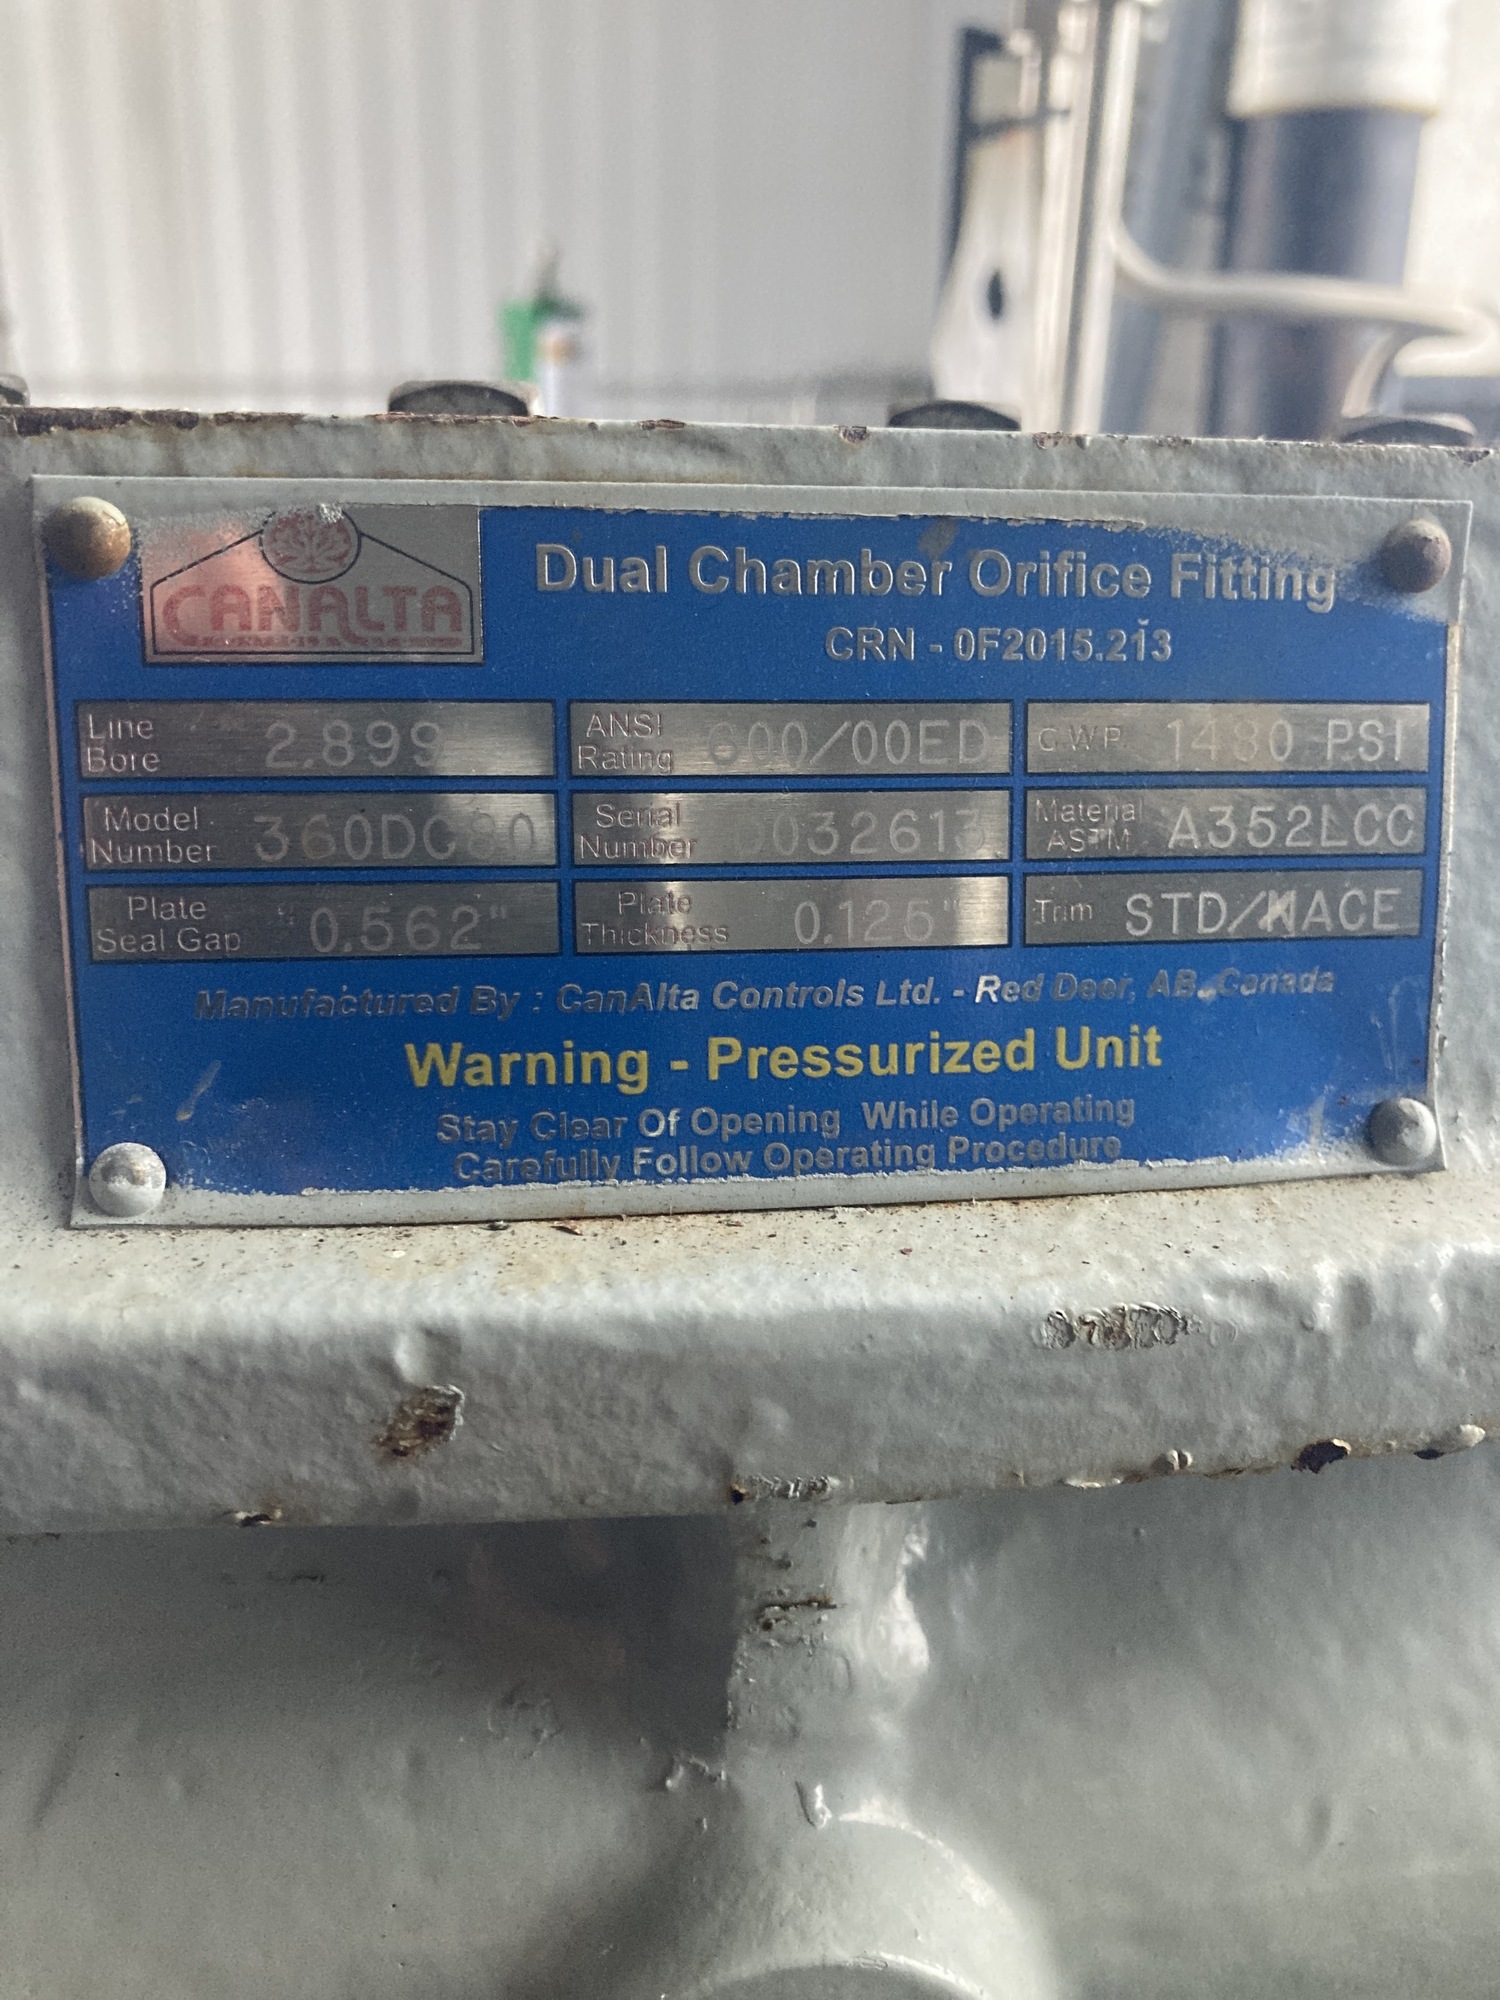 CANALTA
Dual Chamber Orifice Fitting
CRN - 0F2015.213
Line Bore 2.899
ANSI Rating 600/00ED
C.W.P. 1480 PSI
Model Number 360DC80
Serial Number 0032613
Material ASTM A352LCC
Plate Seal Gap 0.562"
Plate Thickness 0.125"
Trim STD/NACE
Manufactured By : CanAlta Controls Ltd. - Red Deer, AB. Canada
Warning - Pressurized Unit
Stay Clear Of Opening While Operating
Carefully Follow Operating Procedure